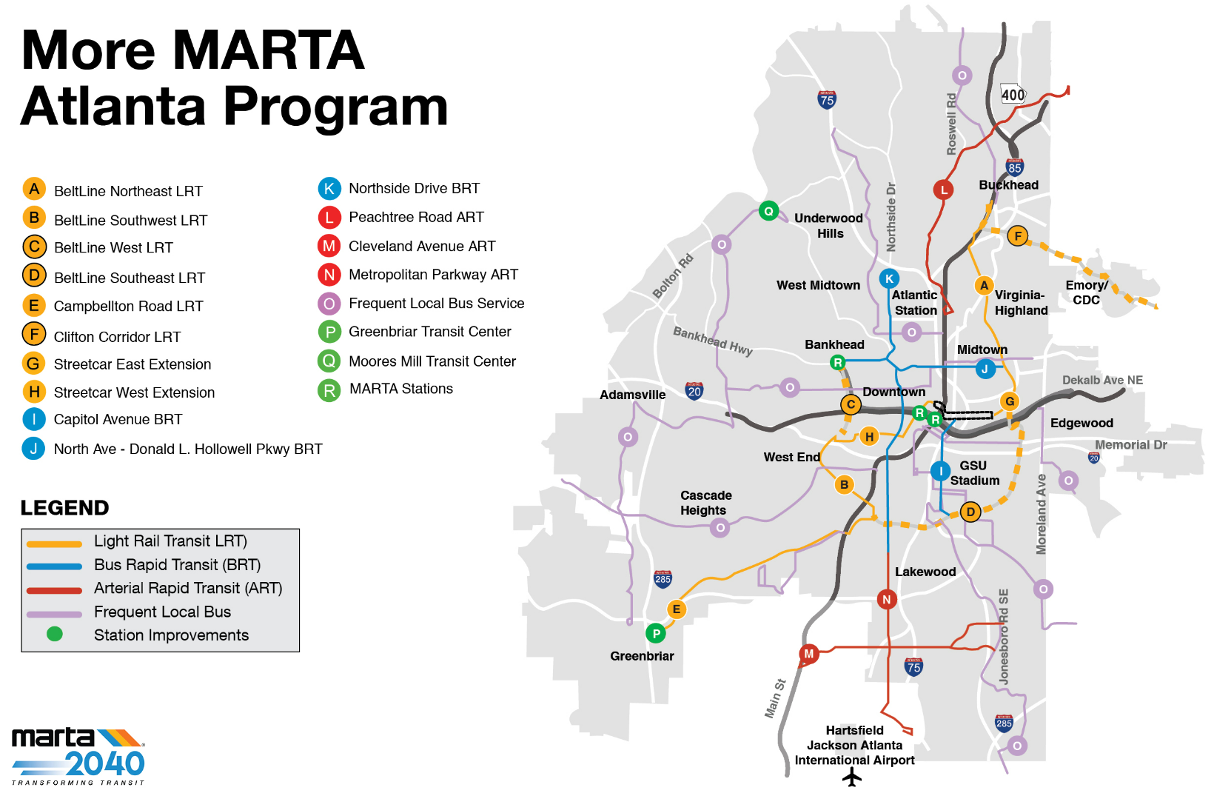 More MARTA
Atlanta Program
A BeltLine Northeast LRT
B BeltLine Southwest LRT
C BeltLine West LRT
D BeltLine Southeast LRT
E Campbellton Road LRT
F Clifton Corridor LRT
G Streetcar East Extension
H Streetcar West Extension
I Capitol Avenue BRT
J North Ave - Donald L. Hollowell Pkwy BRT
K Northside Drive BRT
L Peachtree Road ART
M Cleveland Avenue ART
N Metropolitan Parkway ART
O Frequent Local Bus Service
P Greenbriar Transit Center
Q Moores Mill Transit Center
R MARTA Stations
LEGEND
Light Rail Transit LRT)
Bus Rapid Transit (BRT)
Arterial Rapid Transit (ART)
Frequent Local Bus
Station Improvements
marta
2040
TRANSFORMING TRANSIT
O
75
400
Roswell Rd
85
Buckhead
L
Q
Underwood
Hills
Northside Dr
O
F
Bolton Rd
K
West Midtown
Atlantic
Station
A
Virginia-
Highland
Emory/
CDC
O
Bankhead Hwy
Bankhead
R
Midtown
J
Dekalb Ave NE
20
Adamsville
O
Downtown
C
R
R
G
Edgewood
O
H
Memorial Dr
20
West End
GSU
Stadium
I
O
B
Cascade
Heights
O
D
Moreland Ave
285
Lakewood
O
E
N
Jonesboro Rd SE
P
Greenbriar
M
75
Main St
285
O
Hartsfield
Jackson Atlanta
International Airport